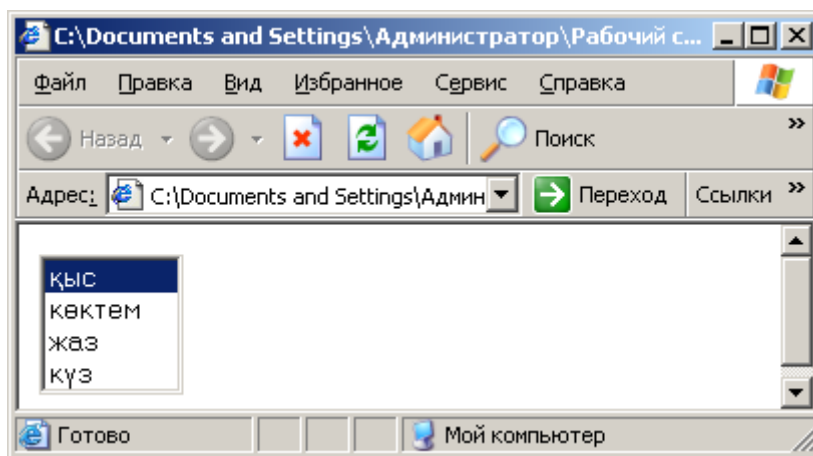 C:\Documents and Settings\Администратор\Рабочий с...
Файл Правка Вид Избранное Сервис Справка
Назад Поиск »
Адрес: C:\Documents and Settings\Админ Переход Ссылки »
қыс
көктем
жаз
күз
Готово Мой компьютер